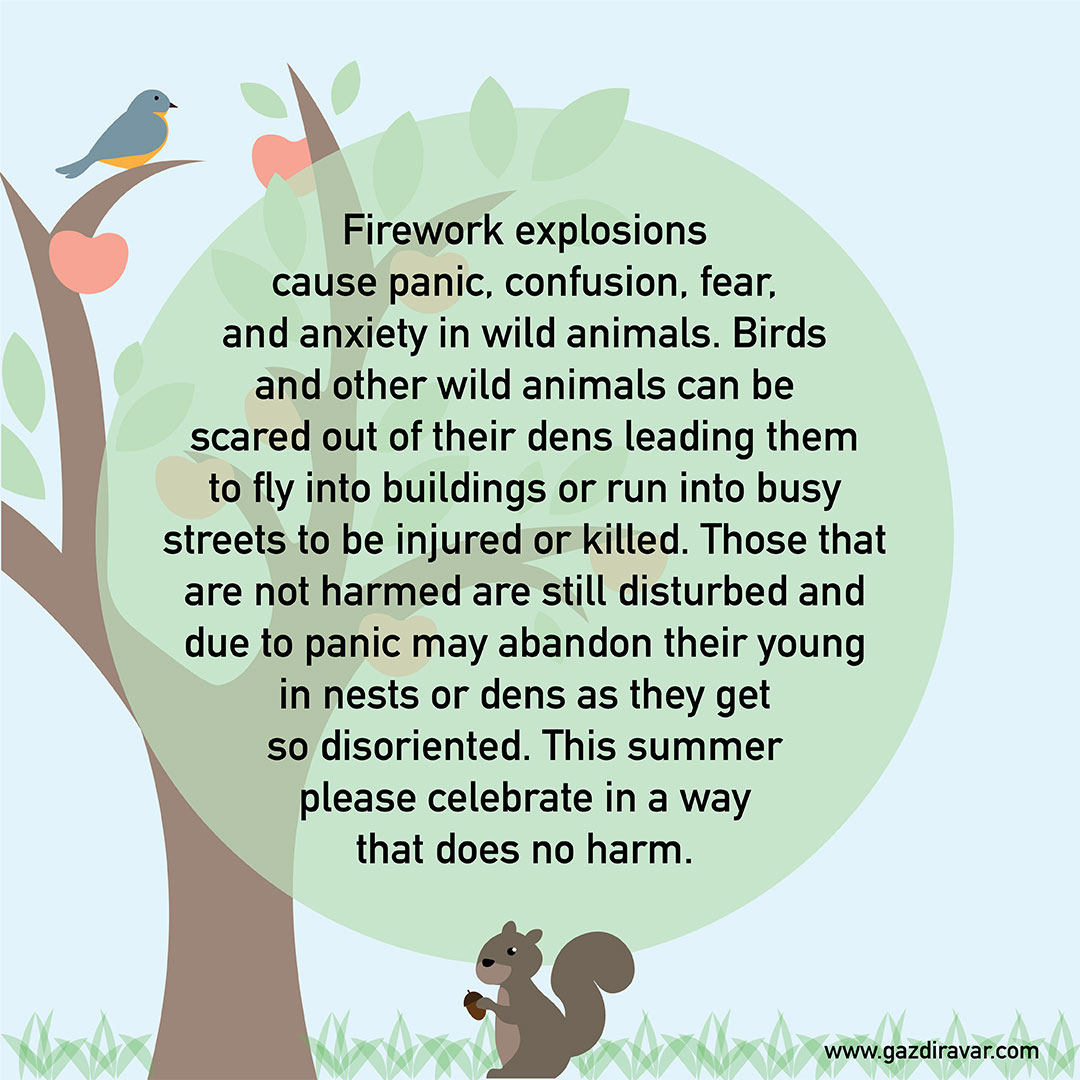 Firework explosions
cause panic, confusion, fear,
and anxiety in wild animals. Birds
and other wild animals can be
scared out of their dens leading them
to fly into buildings or run into busy
streets to be injured or killed. Those that
are not harmed are still disturbed and
due to panic may abandon their young
in nests or dens as they get
so disoriented. This summer
please celebrate in a way
that does no harm.
www.gazdiravar.com